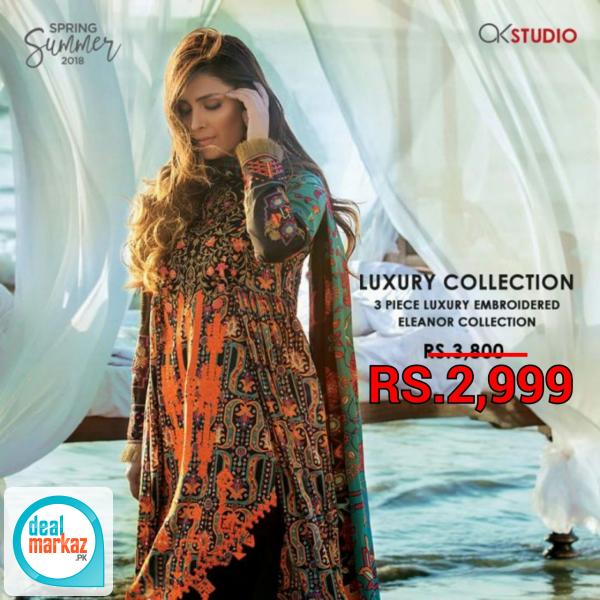 SPRING
Summer
2018
OKSTUDIO
LUXURY COLLECTION
3 PIECE LUXURY EMBROIDERED
ELEANOR COLLECTION
RS.3,800
RS.2,999
deal
markaz
.PK